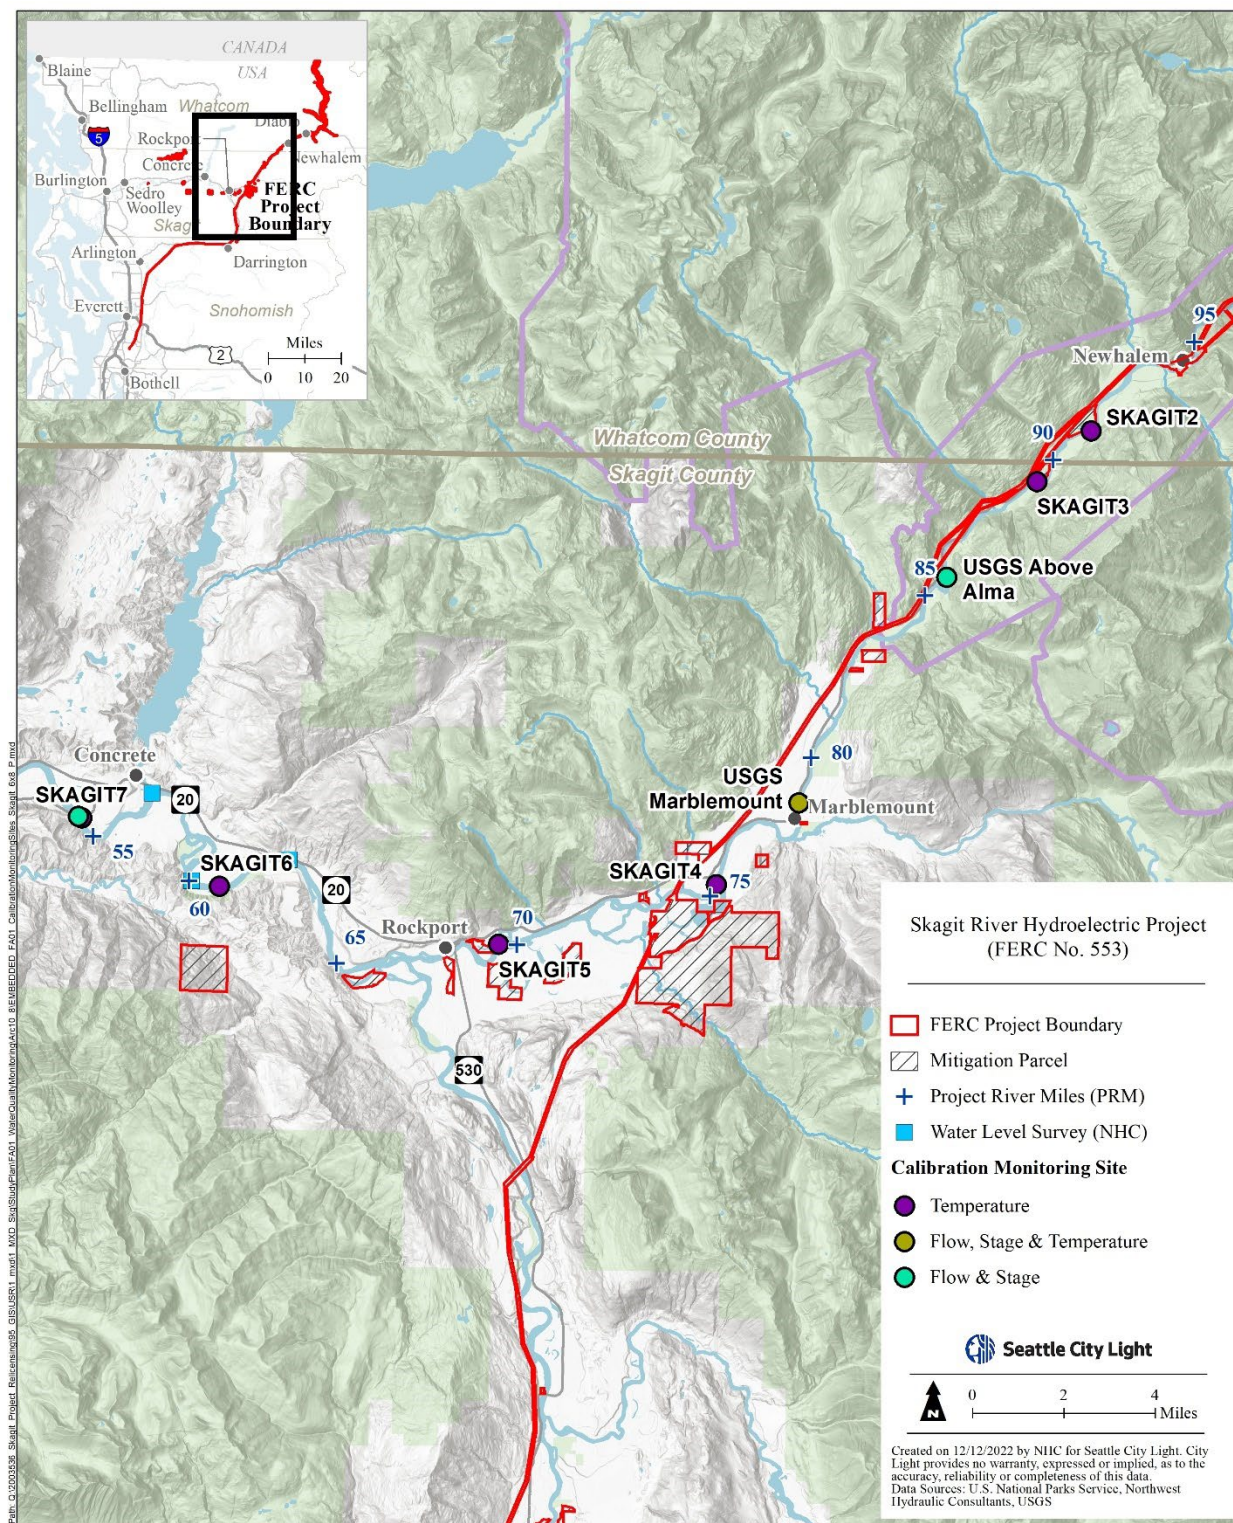 CANADA
USA
Blaine
Bellingham
Whatcom
5
Diablo
Rockport
Newhalem
Concrete
Burlington
Sedro
Woolley
FERC
Project
Boundary
Skag
Arlington
Darrington
Everett
Snohomish
Miles
2
0 10 20
Bothell
95
Newhalem
SKAGIT2
90
Whatcom County
Skagit County
SKAGIT3
85
USGS Above
Alma
80
Concrete
USGS
Marblemount
Marblemount
SKAGIT7
20
55
SKAGIT6
SKAGIT4
75
20
60
70
Rockport
65
SKAGIT5
530
Skagit River Hydroelectric Project
(FERC No. 553)
FERC Project Boundary
Mitigation Parcel
Project River Miles (PRM)
Water Level Survey (NHC)
Calibration Monitoring Site
Temperature
Flow, Stage & Temperature
Flow & Stage
Seattle City Light
N
0 2 4
Miles
Created on 12/12/2022 by NHC for Seattle City Light. City
Light provides no warranty, expressed or implied, as to the
accuracy, reliability or completeness of this data.
Data Sources: U.S. National Parks Service, Northwest
Hydraulic Consultants, USGS